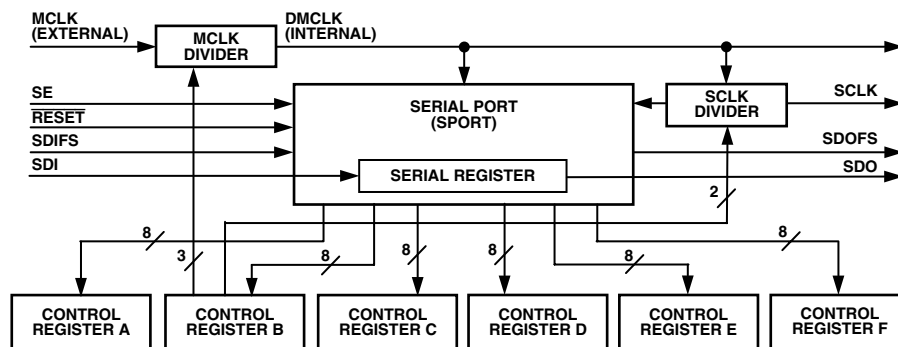 MCLK
(EXTERNAL)
MCLK
DIVIDER
DMCLK
(INTERNAL)
SE
RESET
SDIFS
SDI
SERIAL PORT
(SPORT)
SERIAL REGISTER
SCLK
DIVIDER
SCLK
SDOFS
SDO
2
8
3
8
8
8
8
8
CONTROL
REGISTER A
CONTROL
REGISTER B
CONTROL
REGISTER C
CONTROL
REGISTER D
CONTROL
REGISTER E
CONTROL
REGISTER F